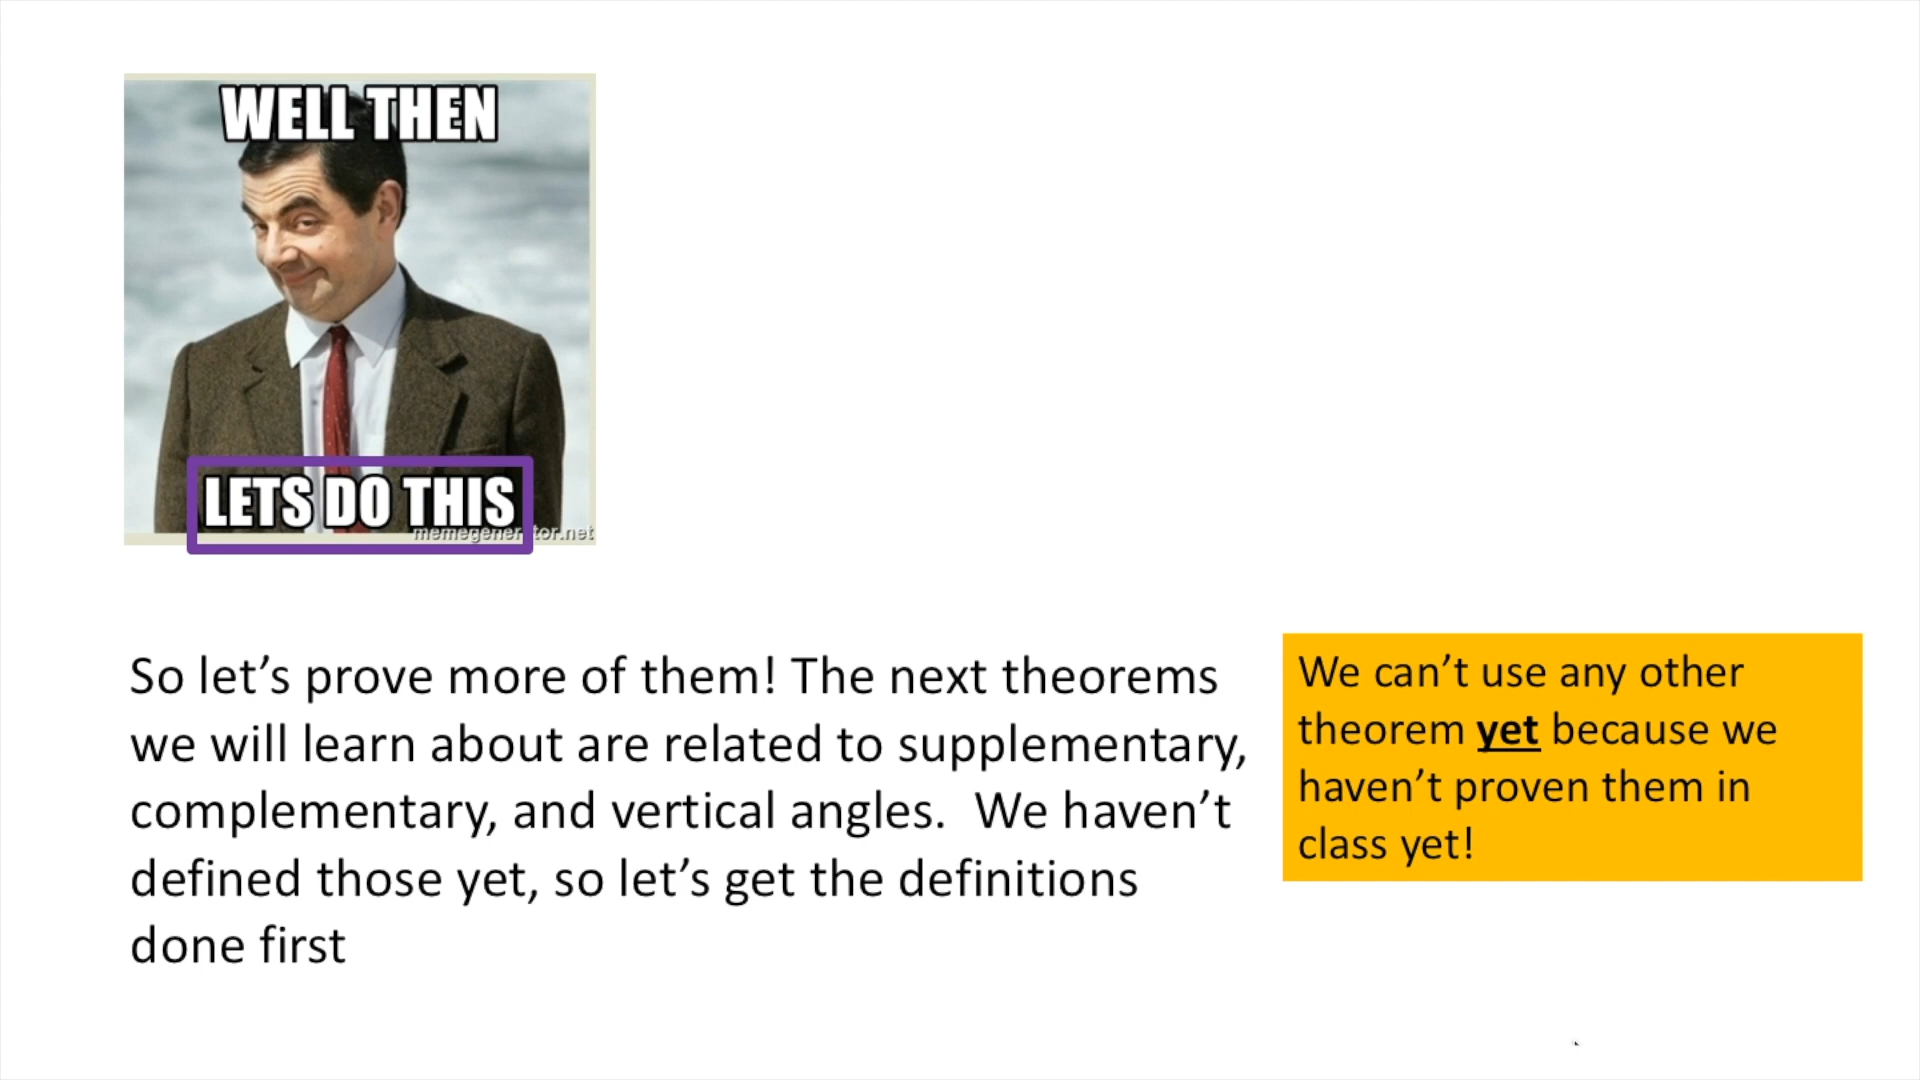 WELL THEN
LETS DO THIS
memegenerator.net
So let’s prove more of them! The next theorems
we will learn about are related to supplementary,
complementary, and vertical angles.  We haven’t
defined those yet, so let’s get the definitions
done first
We can’t use any other
theorem yet because we
haven’t proven them in
class yet!